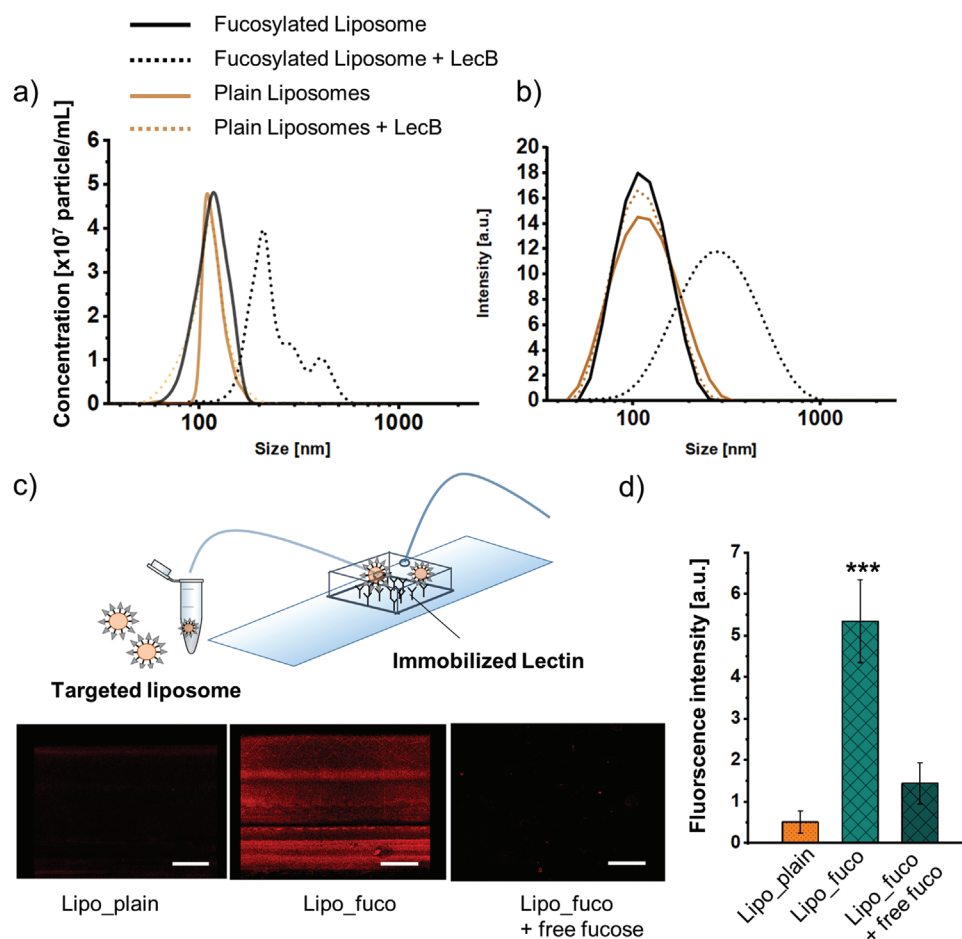 Fucosylated Liposome
Fucosylated Liposome + LecB
Plain Liposomes
Plain Liposomes + LecB
a)
Concentration [x10⁷ particle/mL]
6
5
4
3
2
1
0
100
1000
Size [nm]
b)
Intensity [a.u.]
20
18
16
14
12
10
8
6
4
2
0
100
1000
Size [nm]
c)
Targeted liposome
Immobilized Lectin
Lipo_plain
Lipo_fuco
Lipo_fuco
+ free fucose
d)
Fluorescence intensity [a.u.]
7
6
5
4
3
2
1
0
***
Lipo_plain
Lipo_fuco
Lipo_fuco
+ free fuco